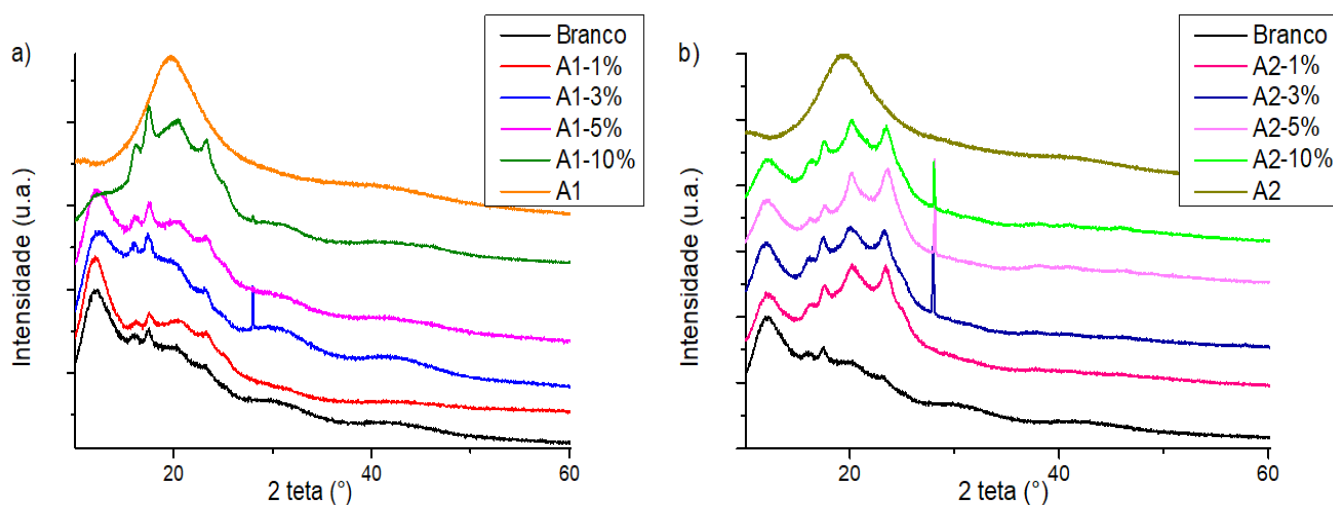 a)
Intensidade (u.a.)
Branco
A1-1%
A1-3%
A1-5%
A1-10%
A1
20
40
60
2 teta (°)
b)
Intensidade (u.a.)
Branco
A2-1%
A2-3%
A2-5%
A2-10%
A2
20
40
60
2 teta (°)